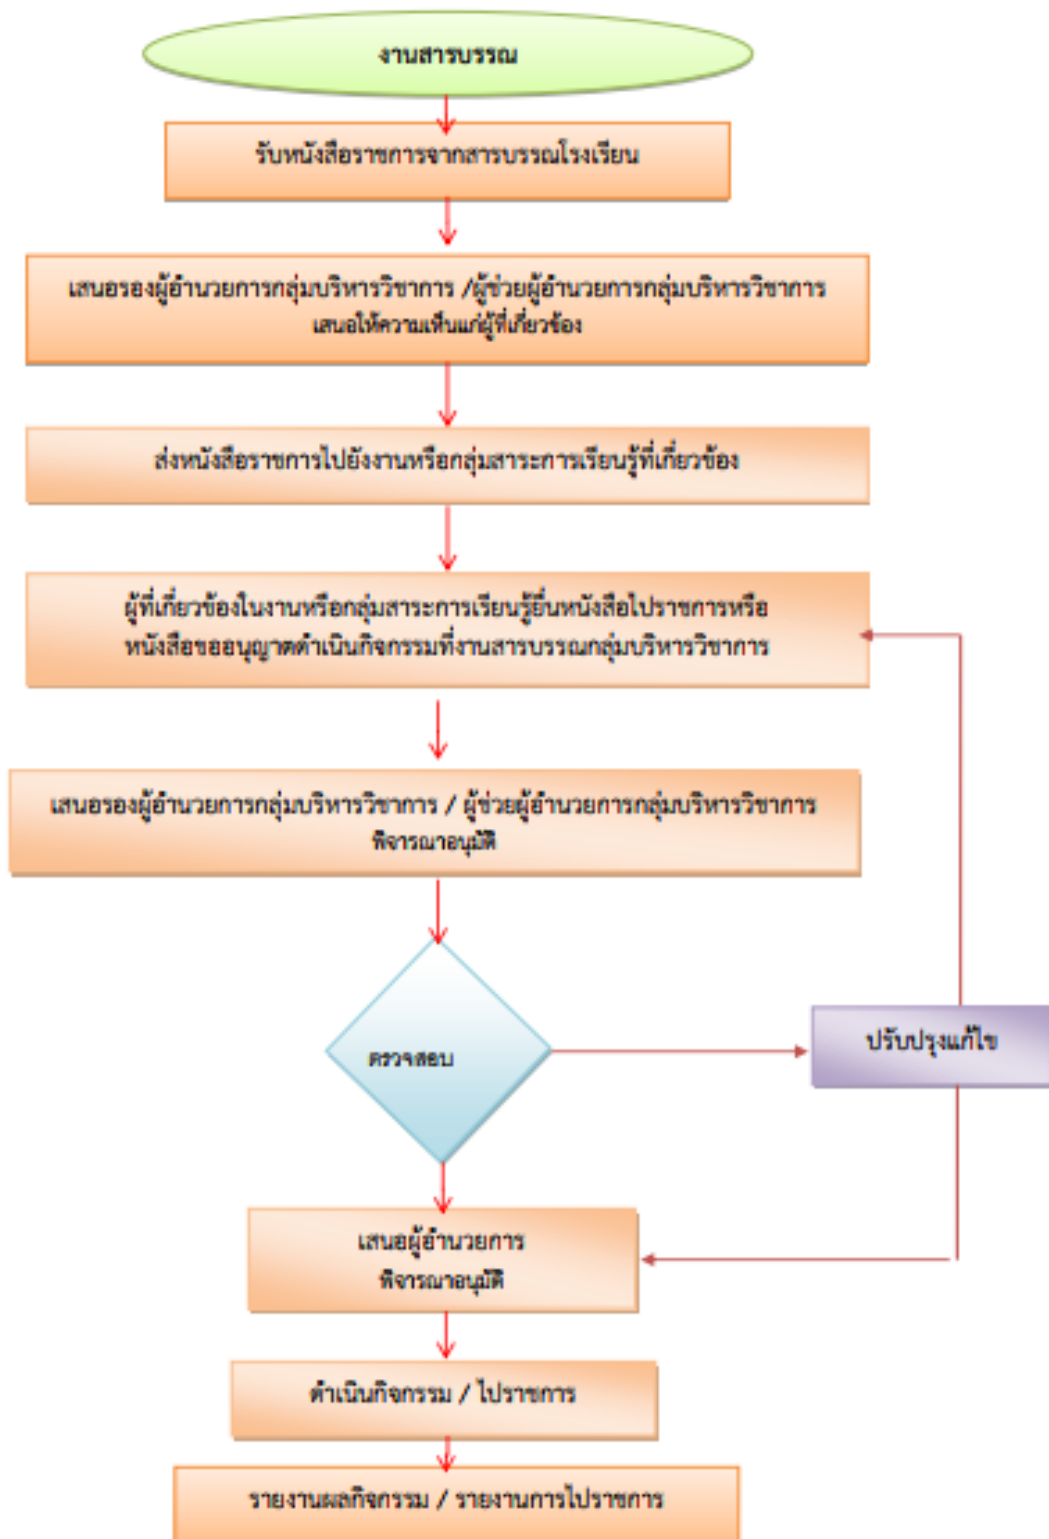 งานสารบรรณ
รับหนังสือราชการจากสารบรรณโรงเรียน
เสนอรองผู้อำนวยการกลุ่มบริหารวิชาการ /ผู้ช่วยผู้อำนวยการกลุ่มบริหารวิชาการ
เสนอให้ความเห็นแก่ผู้ที่เกี่ยวข้อง
ส่งหนังสือราชการไปยังงานหรือกลุ่มสาระการเรียนรู้ที่เกี่ยวข้อง
ผู้ที่เกี่ยวข้องในงานหรือกลุ่มสาระการเรียนรู้ยื่นหนังสือไปราชการหรือ
หนังสือขออนุญาตดำเนินกิจกรรมที่งานสารบรรณกลุ่มบริหารวิชาการ
เสนอรองผู้อำนวยการกลุ่มบริหารวิชาการ / ผู้ช่วยผู้อำนวยการกลุ่มบริหารวิชาการ
พิจารณาอนุมัติ
ตรวจสอบ
ปรับปรุงแก้ไข
เสนอผู้อำนวยการ
พิจารณาอนุมัติ
ดำเนินกิจกรรม / ไปราชการ
รายงานผลกิจกรรม / รายงานการไปราชการ